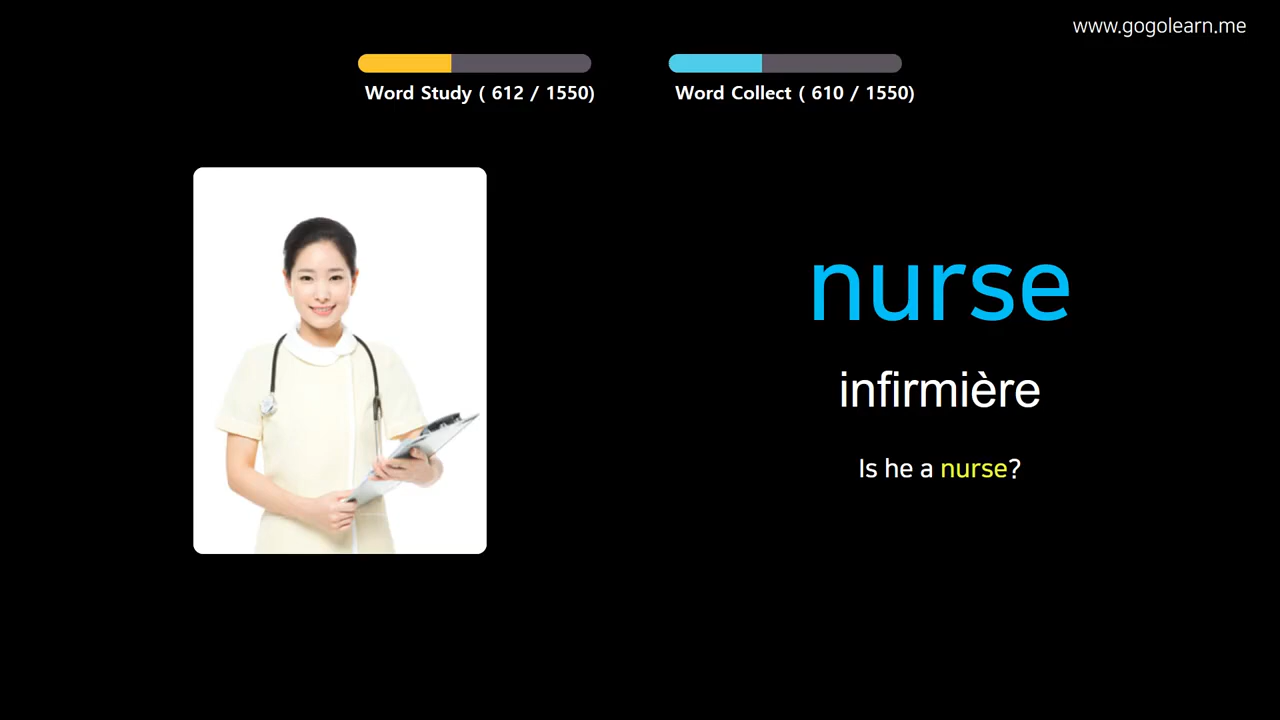 www.gogolearn.me
Word Study ( 612 / 1550)
Word Collect ( 610 / 1550)
nurse
infirmière
Is he a nurse?